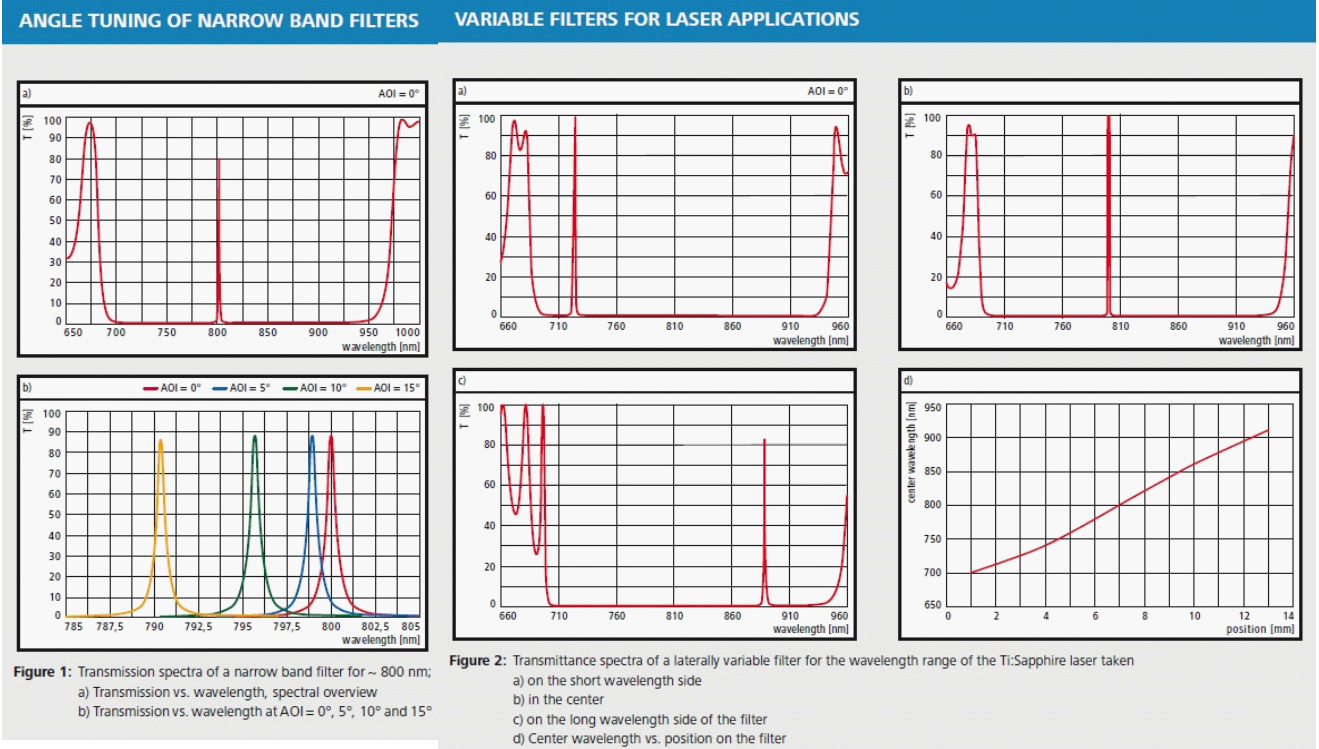 ANGLE TUNING OF NARROW BAND FILTERS
a) AOI = 0°
T [%]
100
90
80
70
60
50
40
30
20
10
0
650 700 750 800 850 900 950 1000
wavelength [nm]
b) AOI = 0° AOI = 5° AOI = 10° AOI = 15°
T [%]
100
90
80
70
60
50
40
30
20
10
0
785 787,5 790 792,5 795 797,5 800 802,5 805
wavelength [nm]
Figure 1: Transmission spectra of a narrow band filter for ~ 800 nm;
a) Transmission vs. wavelength, spectral overview
b) Transmission vs. wavelength at AOI = 0°, 5°, 10° and 15°
VARIABLE FILTERS FOR LASER APPLICATIONS
a) AOI = 0°
T [%]
100
80
60
40
20
0
660 710 760 810 860 910 960
wavelength [nm]
b)
T [%]
100
80
60
40
20
0
660 710 760 810 860 910 960
wavelength [nm]
c)
T [%]
100
80
60
40
20
0
660 710 760 810 860 910 960
wavelength [nm]
d)
center wavelength [nm]
950
900
850
800
750
700
650
0 2 4 6 8 10 12 14
position [mm]
Figure 2: Transmittance spectra of a laterally variable filter for the wavelength range of the Ti:Sapphire laser taken
a) on the short wavelength side
b) in the center
c) on the long wavelength side of the filter
d) Center wavelength vs. position on the filter